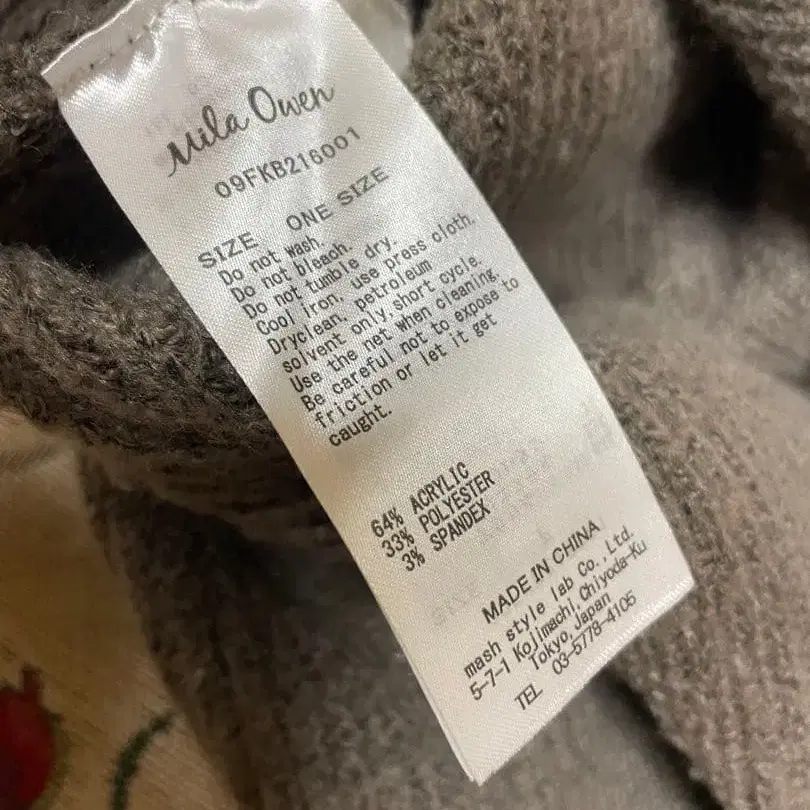 Mila Owen
09FKB216001
SIZE ONE SIZE
Do not wash.
Do not bleach.
Do not tumble dry.
Cool iron, use press cloth.
Dryclean, petroleum
solvent only,short cycle.
Use the net when cleaning.
Be careful not to expose to
friction or let it get
caught.
64% ACRYLIC
33% POLYESTER
3% SPANDEX
MADE IN CHINA
mash style lab Co., Ltd.
5-7-1 Kojimachi,Chiyoda-Ku
Tokyo,Japan
TEL 03-5778-4105